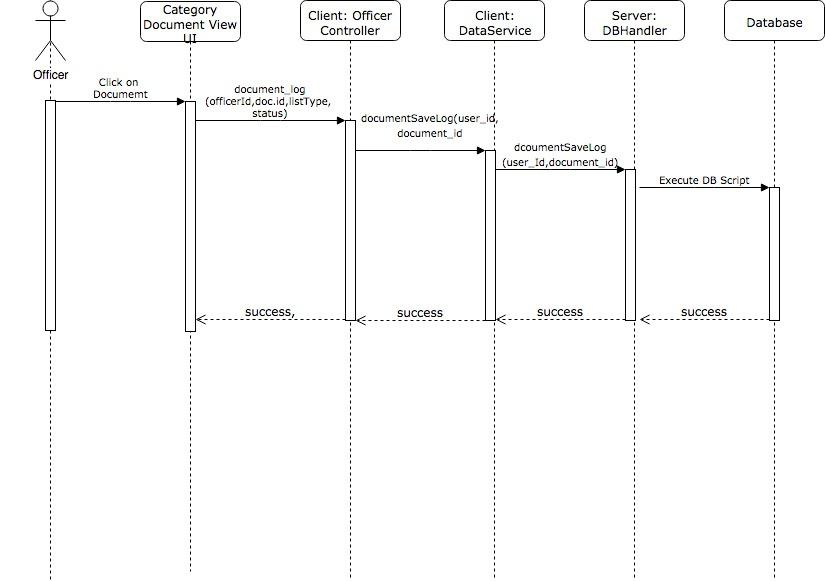 Category
Document View
UI
Client: Officer
Controller
Client:
DataService
Server:
DBHandler
Database
Officer
Click on
Documemt
document_log
(officerId,doc.id,listType,
status)
documentSaveLog(user_id,
document_id
dcoumentSaveLog
(user_Id,document_id)
Execute DB Script
success,
success
success
success